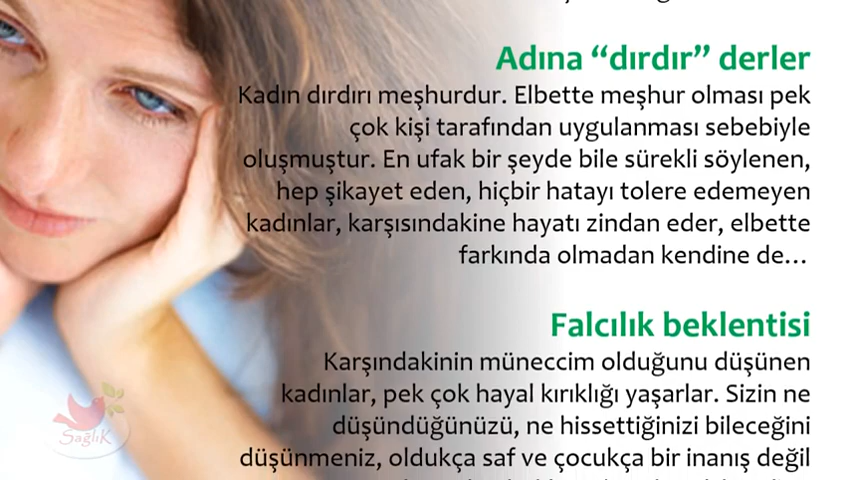 Adına “dırdır” derler
Kadın dırdırı meşhurdur. Elbette meşhur olması pek
çok kişi tarafından uygulanması sebebiyle
oluşmuştur. En ufak bir şeyde bile sürekli söylenen,
hep şikayet eden, hiçbir hatayı tolere edemeyen
kadınlar, karşısındakine hayatı zindan eder, elbette
farkında olmadan kendine de...
Falcılık beklentisi
Karşındakinin müneccim olduğunu düşünen
kadınlar, pek çok hayal kırıklığı yaşarlar. Sizin ne
düşündüğünüzü, ne hissettiğinizi bileceğini
düşünmeniz, oldukça saf ve çocukça bir inanış değil
SağlıK